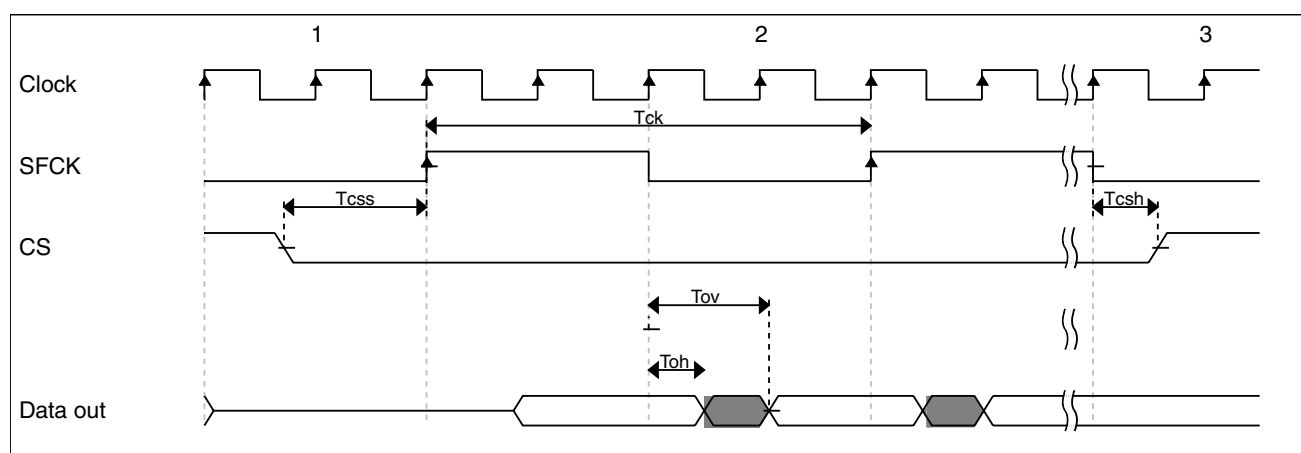 1 2 3
Clock
Tck
SFCK
Tcss Tcsh
CS
Tov
Toh
Data out